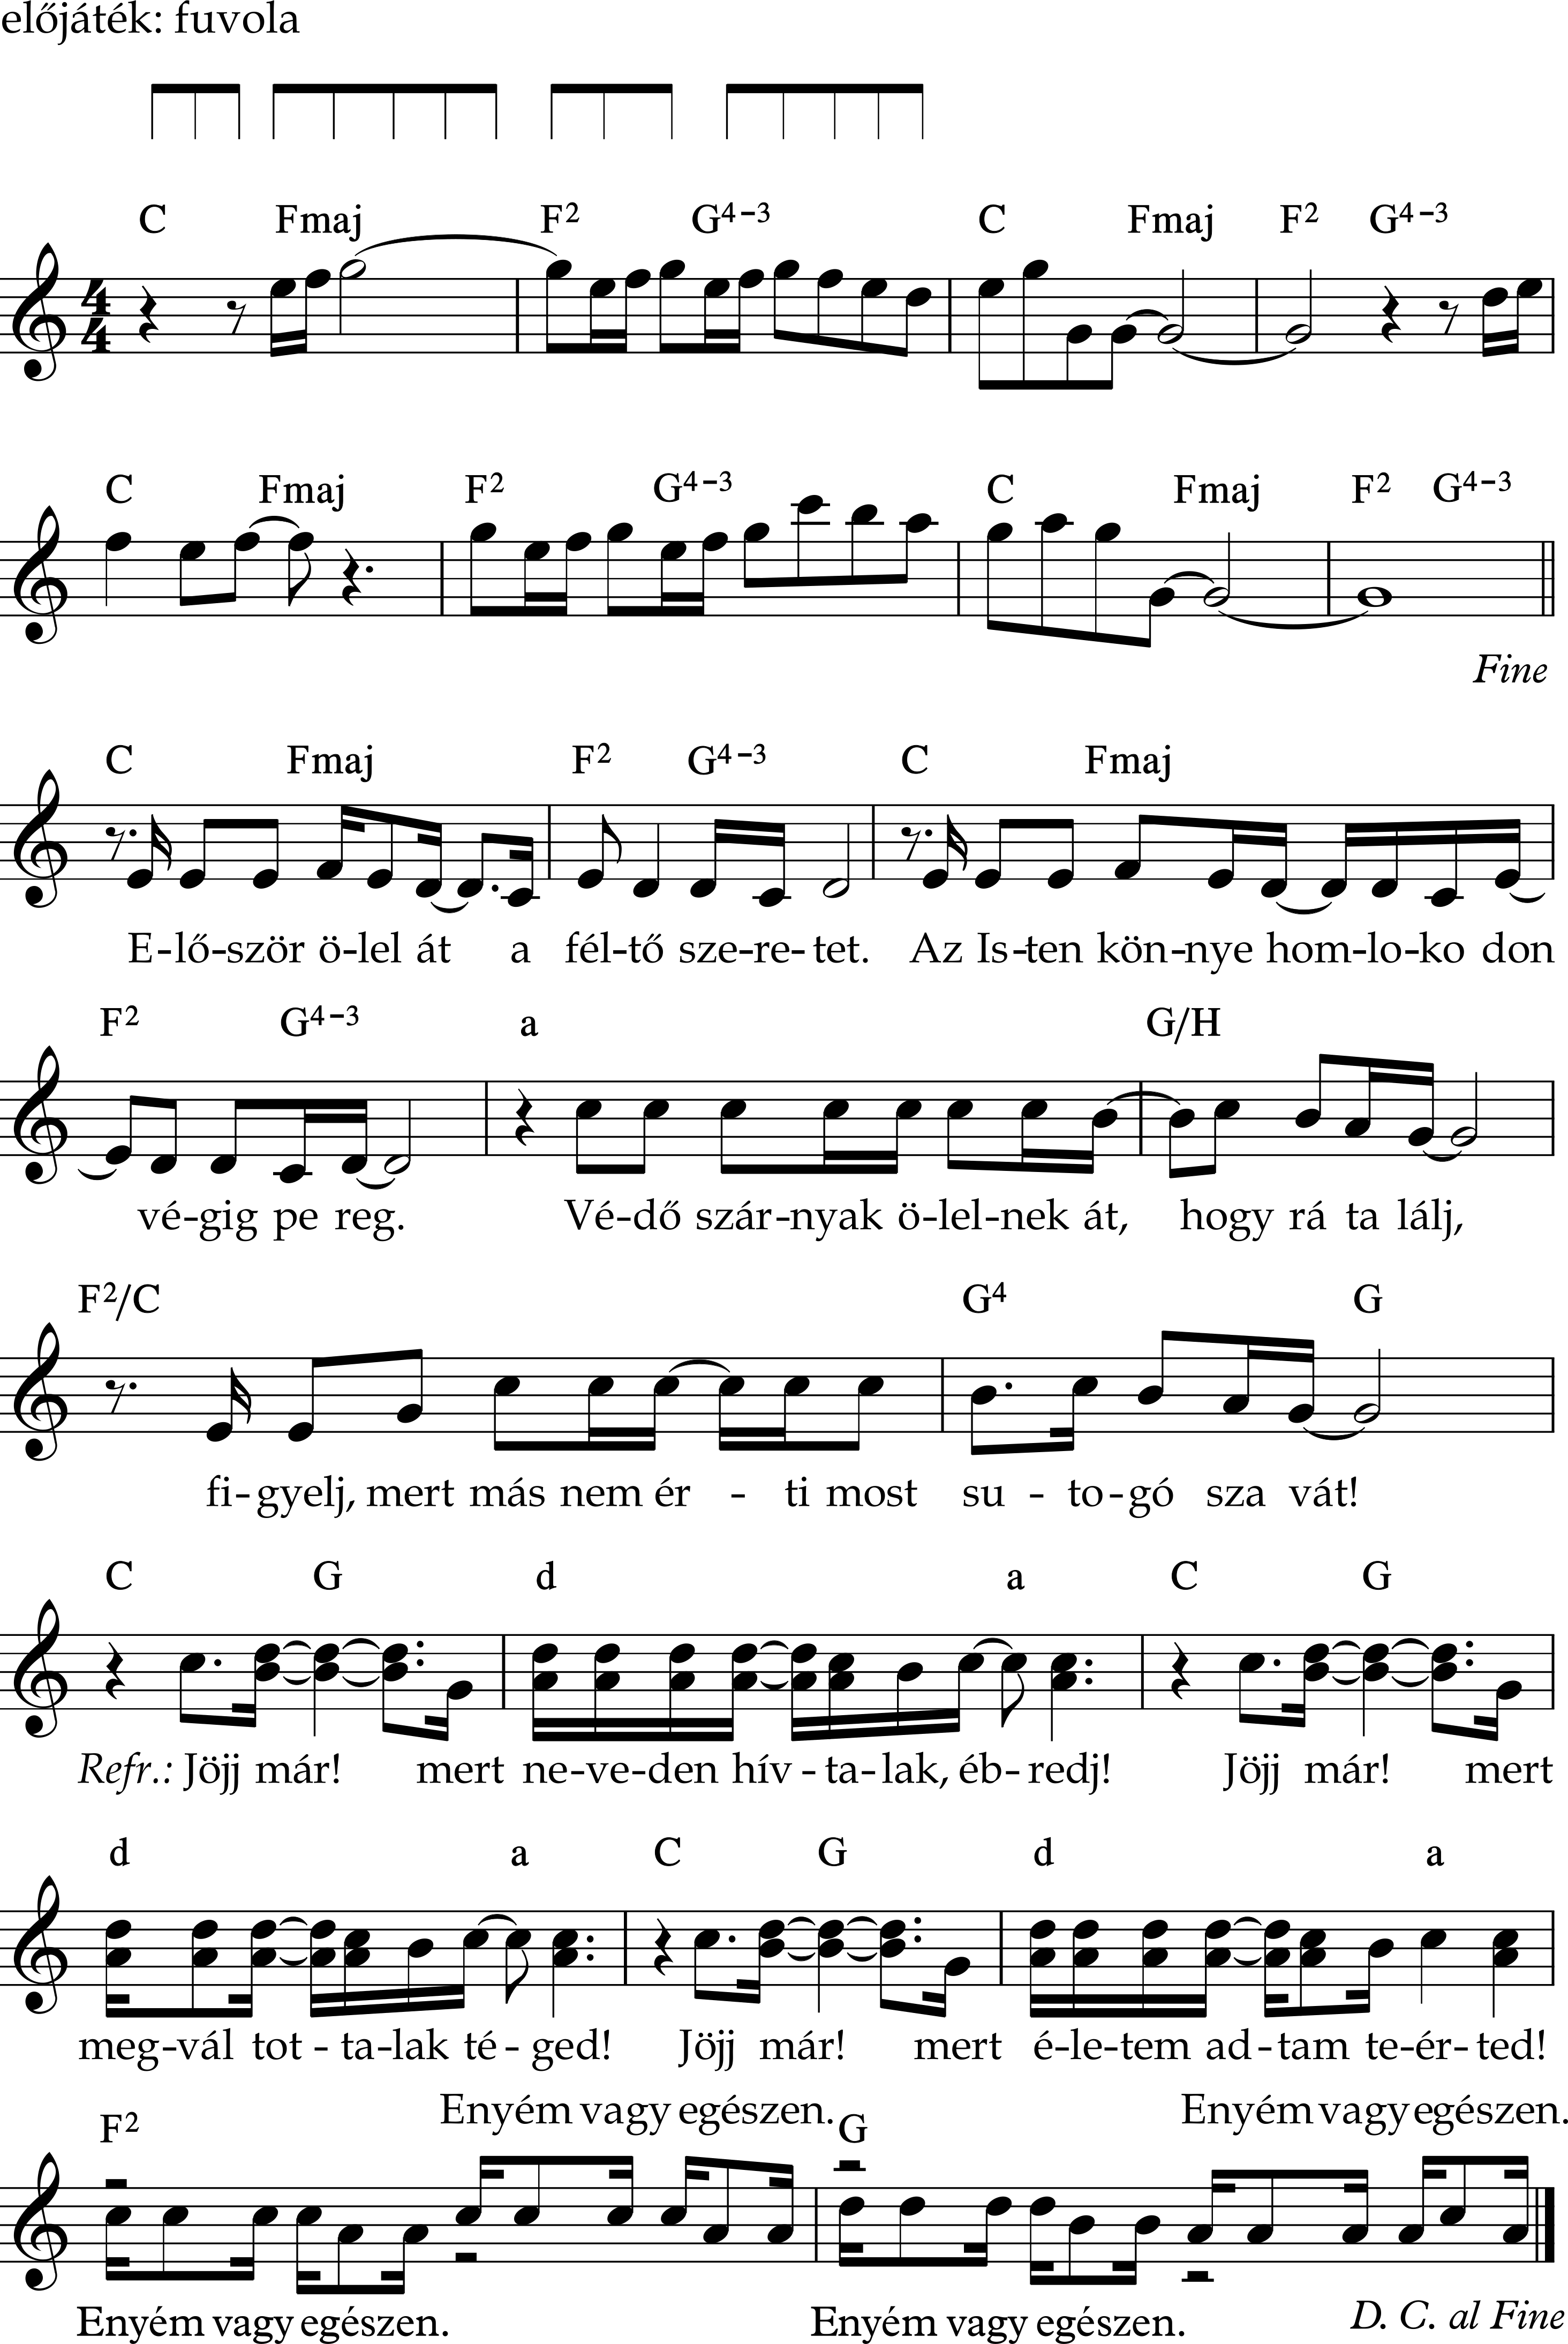 előjáték: fuvola
C Fmaj F2 G4-3 C Fmaj F2 G4-3
C Fmaj F2 G4-3 C Fmaj F2 G4-3
Fine
C Fmaj F2 G4-3 C Fmaj
E-lő-ször ö-lel át a fél-tő sze-re-tet. Az Is-ten kön-nye hom-lo-ko don
F2 G4-3 a G/H
vé-gig pe reg. Vé-dő szár-nyak ö-lel-nek át, hogy rá ta lálj,
F2/C G4 G
fi-gyelj, mert más nem ér - ti most su - to-gó sza vát!
C G d a C G
Refr.: Jöjj már! mert ne-ve-den hív-ta-lak, éb-redj! Jöjj már! mert
d a C G d a
meg-vál tot-ta-lak té-ged! Jöjj már! mert é-le-tem ad-tam te-ér-ted!
Enyém vagy egészen. Enyém vagy egészen.
F2 G
Enyém vagy egészen. Enyém vagy egészen. D. C. al Fine